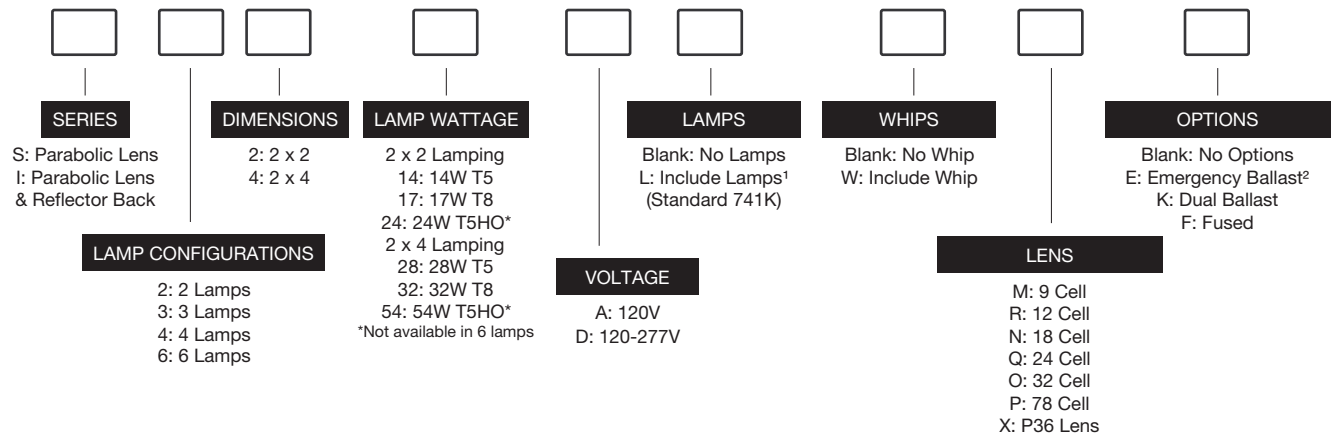 SERIES
S: Parabolic Lens
I: Parabolic Lens
& Reflector Back
LAMP CONFIGURATIONS
2: 2 Lamps
3: 3 Lamps
4: 4 Lamps
6: 6 Lamps
DIMENSIONS
2: 2 x 2
4: 2 x 4
LAMP WATTAGE
2 x 2 Lamping
14: 14W T5
17: 17W T8
24: 24W T5HO*
2 x 4 Lamping
28: 28W T5
32: 32W T8
54: 54W T5HO*
*Not available in 6 lamps
VOLTAGE
A: 120V
D: 120-277V
LAMPS
Blank: No Lamps
L: Include Lamps¹
(Standard 741K)
WHIPS
Blank: No Whip
W: Include Whip
LENS
M: 9 Cell
R: 12 Cell
N: 18 Cell
Q: 24 Cell
O: 32 Cell
P: 78 Cell
X: P36 Lens
OPTIONS
Blank: No Options
E: Emergency Ballast²
K: Dual Ballast
F: Fused